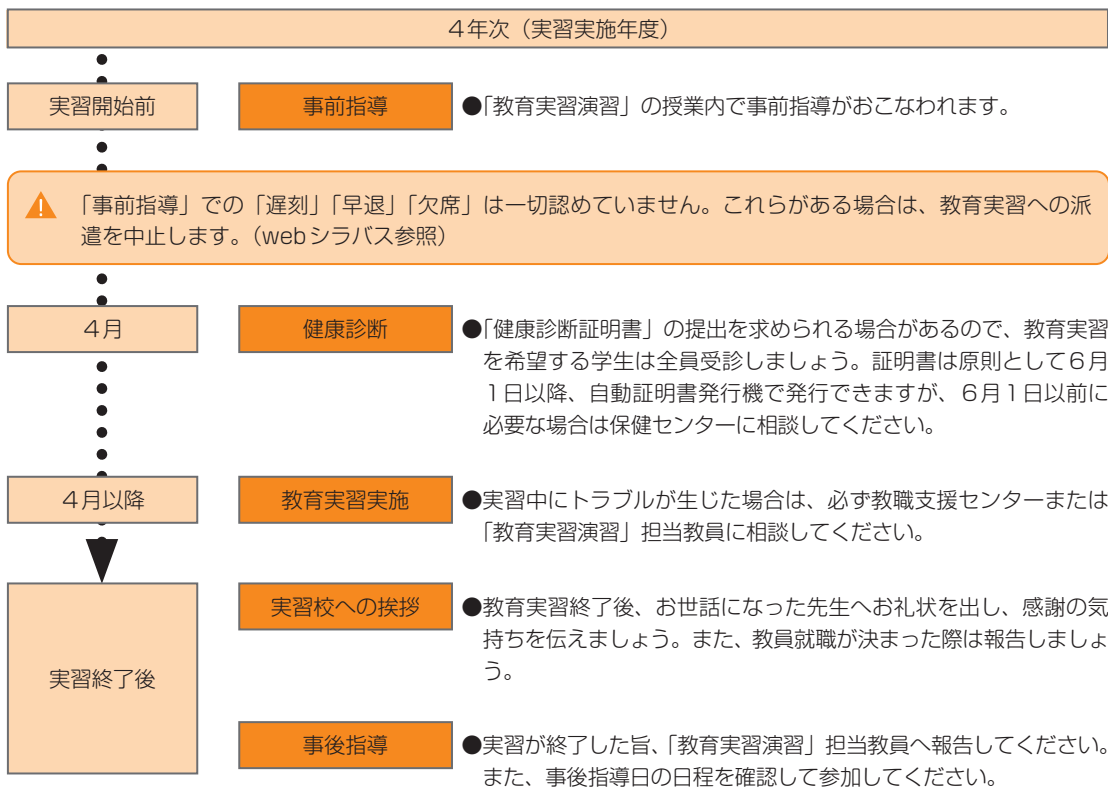 4年次（実習実施年度）
実習開始前
事前指導
●「教育実習演習」の授業内で事前指導がおこなわれます。
「事前指導」での「遅刻」「早退」「欠席」は一切認めていません。これらがある場合は、教育実習への派
遣を中止します。（webシラバス参照）
4月
健康診断
●「健康診断証明書」の提出を求められる場合があるので、教育実習
を希望する学生は全員受診しましょう。証明書は原則として6月
1日以降、自動証明書発行機で発行できますが、6月1日以前に
必要な場合は保健センターに相談してください。
4月以降
教育実習実施
●実習中にトラブルが生じた場合は、必ず教職支援センターまたは
「教育実習演習」担当教員に相談してください。
実習終了後
実習校への挨拶
●教育実習終了後、お世話になった先生へお礼状を出し、感謝の気
持ちを伝えましょう。また、教員就職が決まった際は報告しましょ
う。
事後指導
●実習が終了した旨、「教育実習演習」担当教員へ報告してください。
また、事後指導日の日程を確認して参加してください。